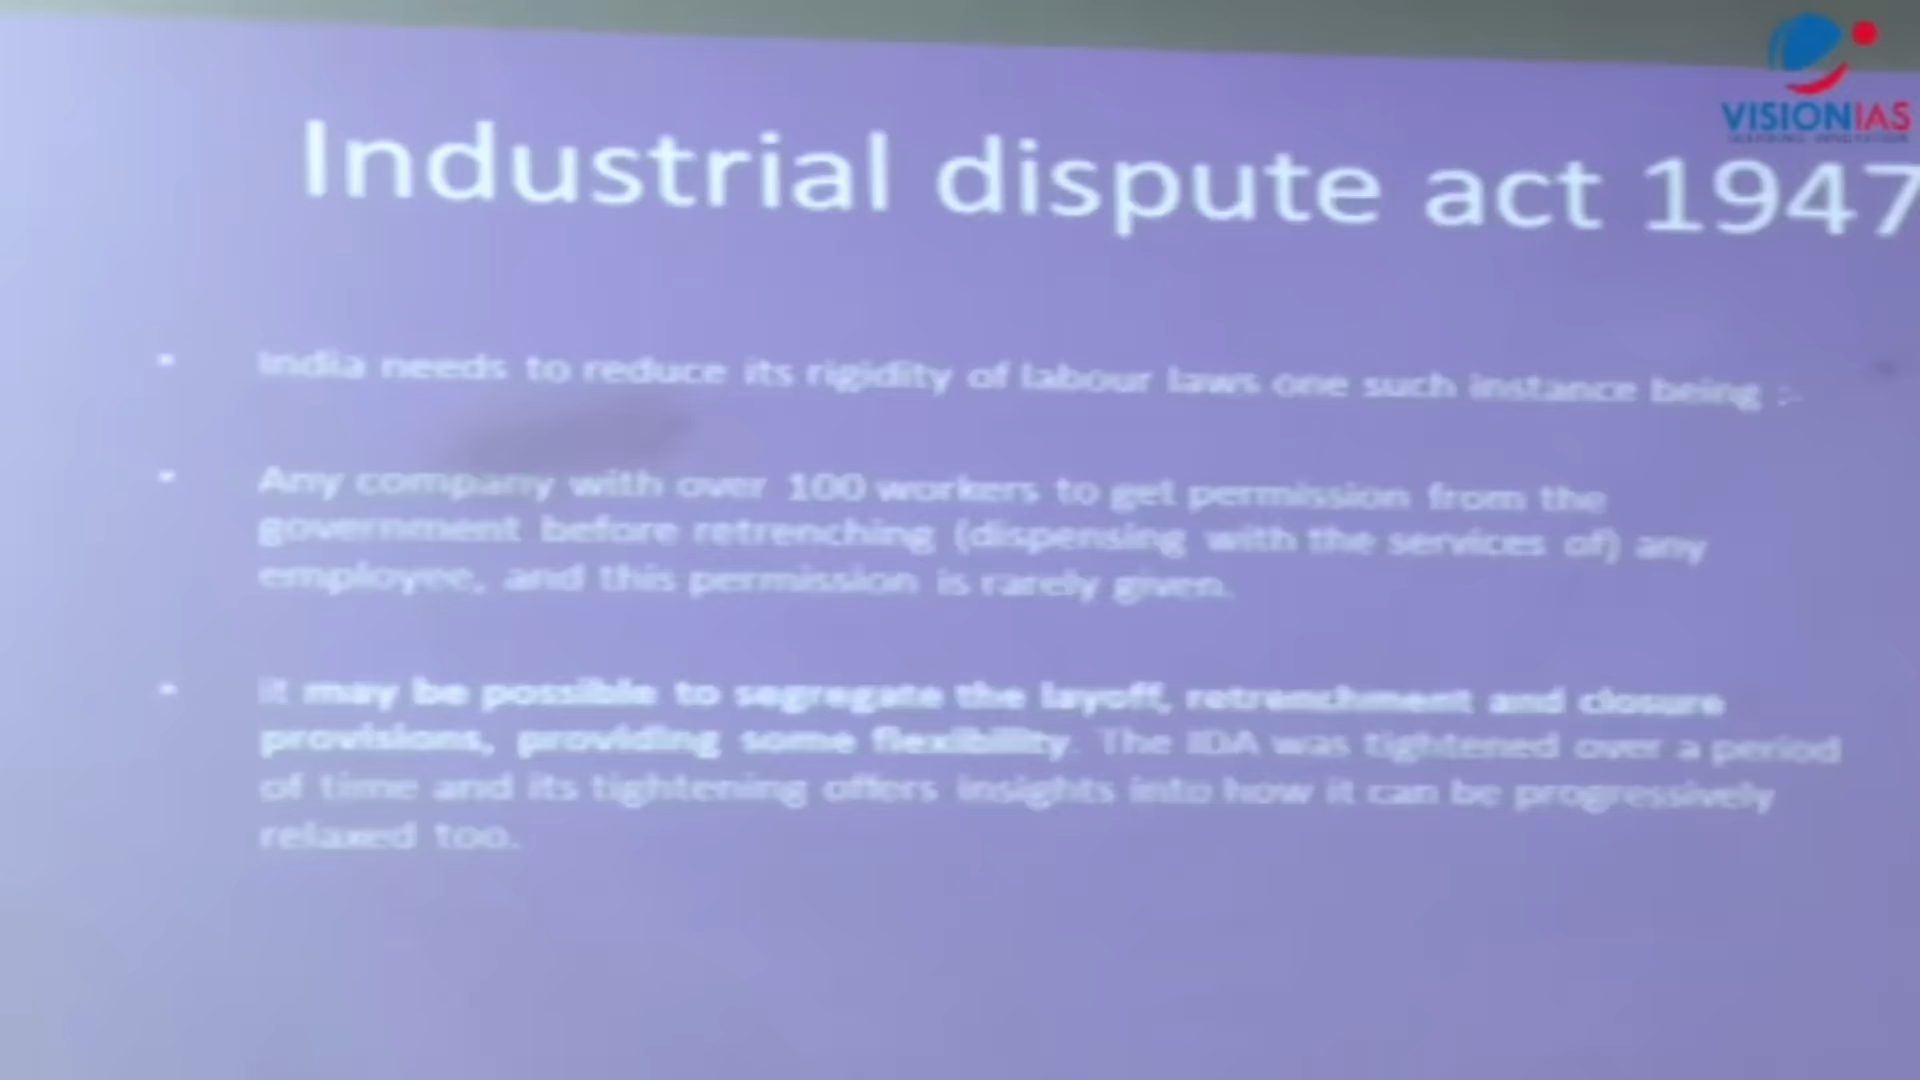 VISIONIAS
Industrial dispute act 1947
• India needs to reduce its rigidity of labour laws one such instance being :-
• Any company with over 100 workers to get permission from the
government before retrenching (dispensing with the services of) any
employee, and this permission is rarely given.
• It may be possible to segregate the layoff, retrenchment and closure
provisions, providing some flexibility. The IDA was tightened over a period
of time and its tightening offers insights into how it can be progressively
relaxed too.